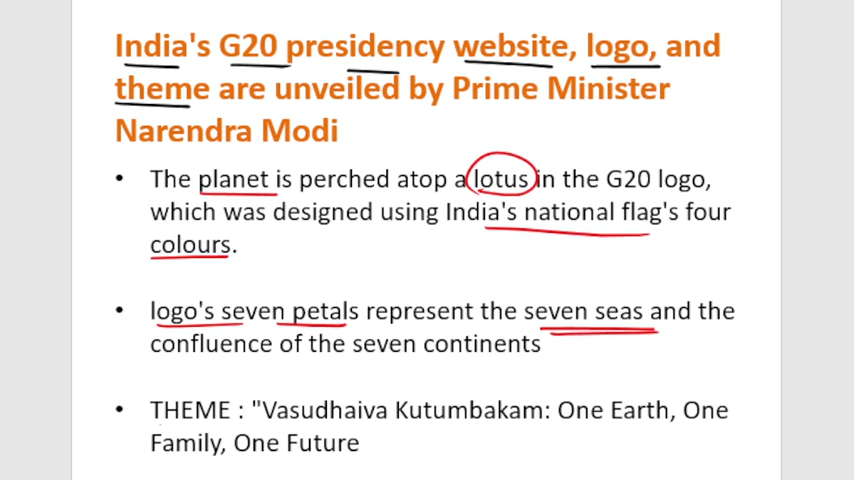 India's G20 presidency website, logo, and
theme are unveiled by Prime Minister
Narendra Modi
• The planet is perched atop a lotus in the G20 logo,
which was designed using India's national flag's four
colours.
• logo's seven petals represent the seven seas and the
confluence of the seven continents
• THEME : "Vasudhaiva Kutumbakam: One Earth, One
Family, One Future